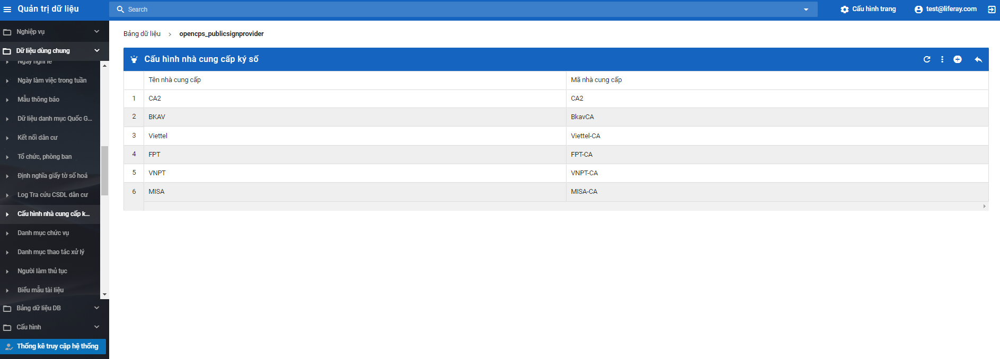 Quản trị dữ liệu
Search
Cấu hình trang
test@liferay.com
Nghiệp vụ
Dữ liệu dùng chung
Ngày nghỉ lễ
Ngày làm việc trong tuần
Mẫu thông báo
Dữ liệu danh mục Quốc G...
Kết nối dân cư
Tổ chức, phòng ban
Định nghĩa giấy tờ số hoá
Log Tra cứu CSDL dân cư
Cấu hình nhà cung cấp k...
Danh mục chức vụ
Danh mục thao tác xử lý
Người làm thủ tục
Biểu mẫu tài liệu
Bảng dữ liệu DB
Cấu hình
Thống kê truy cập hệ thống
Bảng dữ liệu > opencps_publicsignprovider
Cấu hình nhà cung cấp ký số
Tên nhà cung cấp Mã nhà cung cấp
1 CA2 CA2
2 BKAV BkavCA
3 Viettel Viettel-CA
4 FPT FPT-CA
5 VNPT VNPT-CA
6 MISA MISA-CA